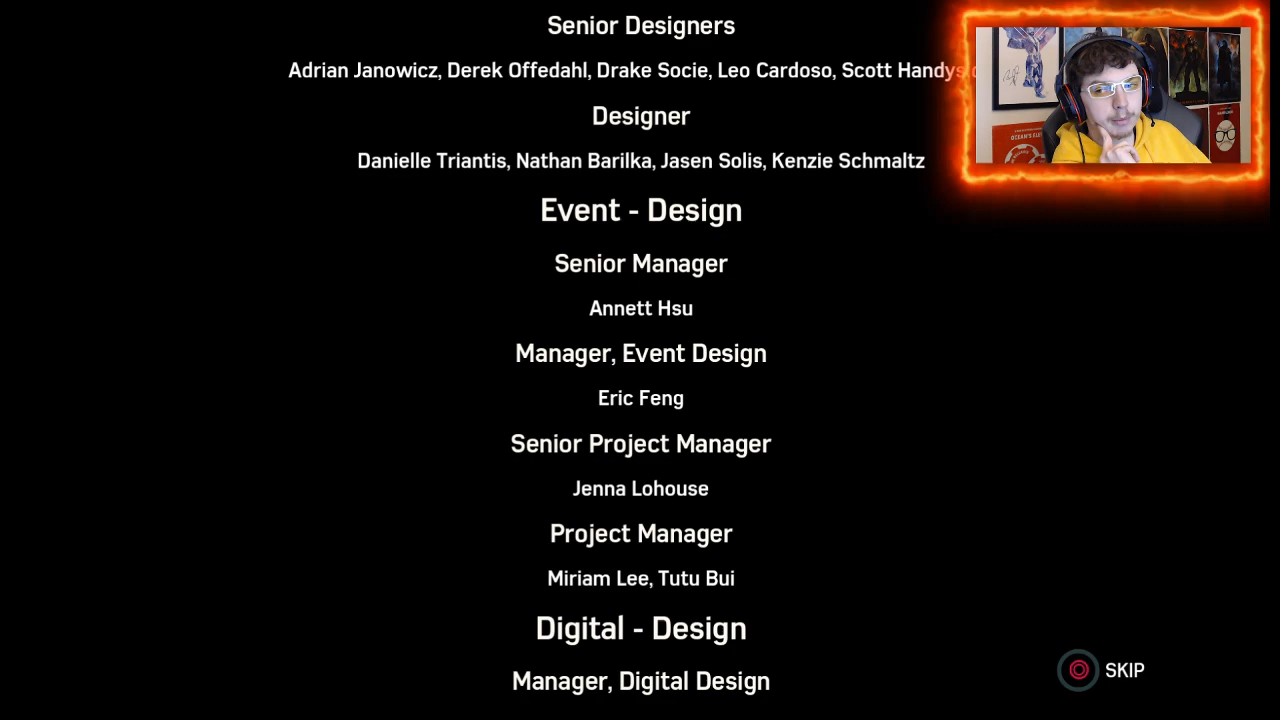 Senior Designers
Adrian Janowicz, Derek Offedahl, Drake Socie, Leo Cardoso, Scott
Designer
Danielle Triantis, Nathan Barilka, Jasen Solis, Kenzie Schmaltz
Event - Design
Senior Manager
Annett Hsu
Manager, Event Design
Eric Feng
Senior Project Manager
Jenna Lohouse
Project Manager
Miriam Lee, Tutu Bui
Digital - Design
Manager, Digital Design
SKIP